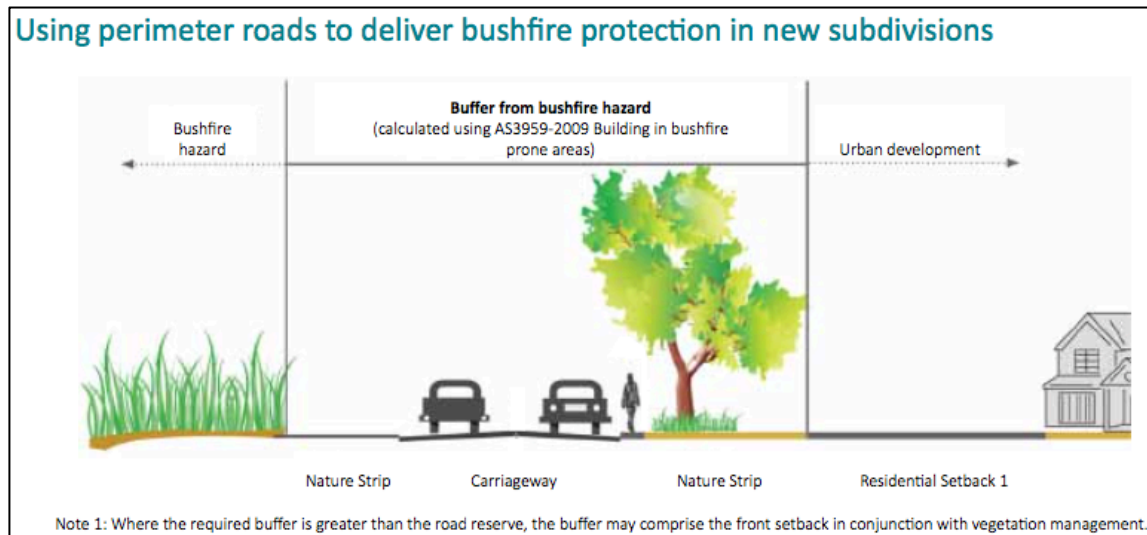 Using perimeter roads to deliver bushfire protection in new subdivisions
Buffer from bushfire hazard
(calculated using AS3959-2009 Building in bushfire
prone areas)
Bushfire
hazard
Urban development
Nature Strip
Carriageway
Nature Strip
Residential Setback 1
Note 1: Where the required buffer is greater than the road reserve, the buffer may comprise the front setback in conjunction with vegetation management.